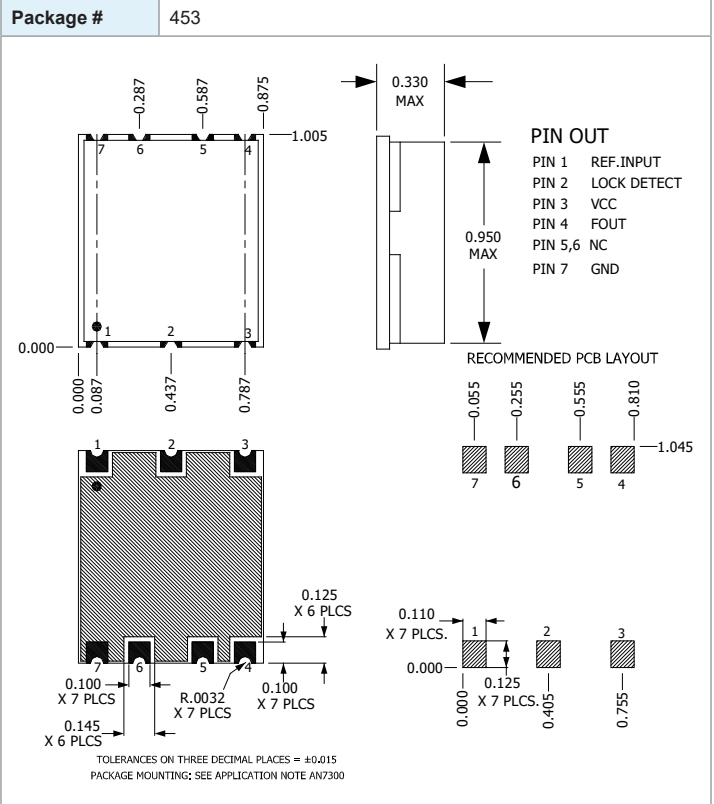 Package # 453
0.287
0.587
0.875
1.005
7 6 5 4
1 2 3
0.000
0.000
0.087
0.437
0.787
0.330
MAX
0.950
MAX
PIN OUT
PIN 1 REF.INPUT
PIN 2 LOCK DETECT
PIN 3 VCC
PIN 4 FOUT
PIN 5,6 NC
PIN 7 GND
RECOMMENDED PCB LAYOUT
0.055
0.255
0.555
0.810
1.045
7 6 5 4
1 2 3
0.110
X 7 PLCS.
0.000
0.125
X 7 PLCS.
0.000
0.405
0.755
1 2 3
7 6 5 4
0.125
X 6 PLCS
0.100
X 7 PLCS
R.0032
X 7 PLCS
0.100
X 7 PLCS
0.145
X 6 PLCS
TOLERANCES ON THREE DECIMAL PLACES = ±0.015
PACKAGE MOUNTING: SEE APPLICATION NOTE AN7300